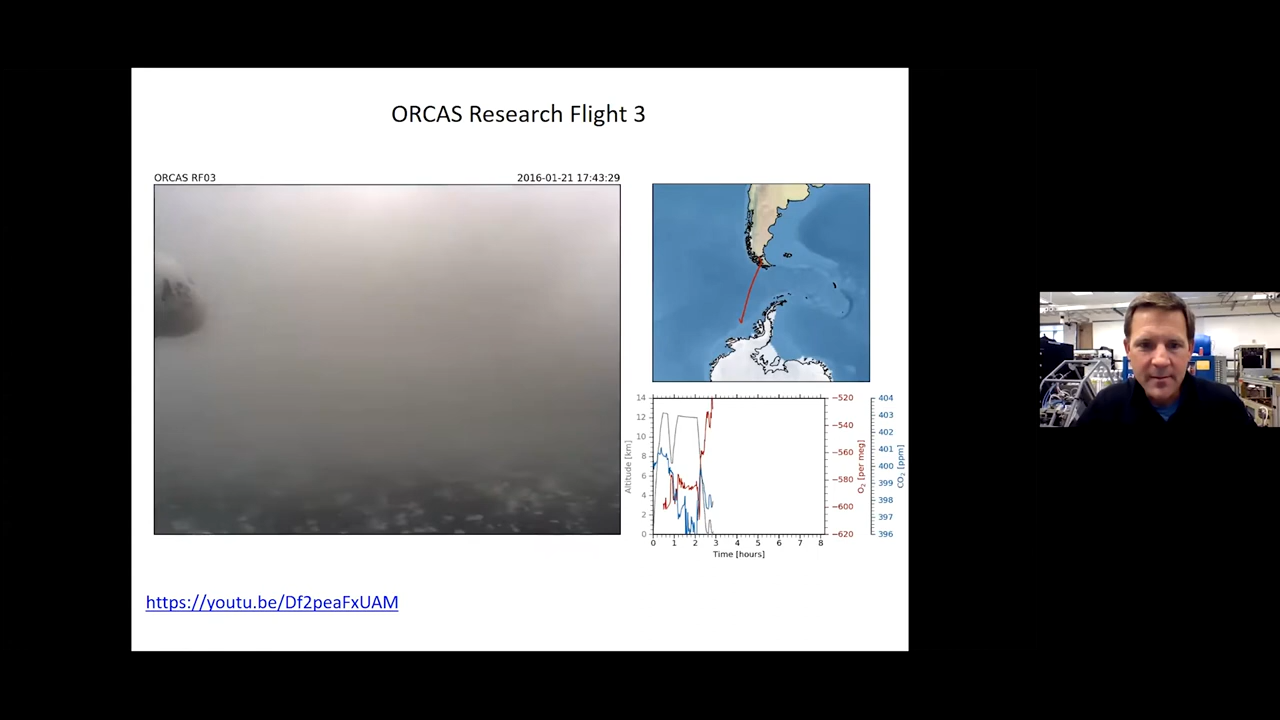 ORCAS Research Flight 3
ORCAS RF03 2016-01-21 17:43:29
14
12
10
8
6
4
2
0
Altitude [km]
0 1 2 3 4 5 6 7 8
Time [hours]
−520
−540
−560
−580
−600
−620
O₂ [per meg]
404
403
402
401
400
399
398
397
396
CO₂ [ppm]
https://youtu.be/Df2peaFxUAM